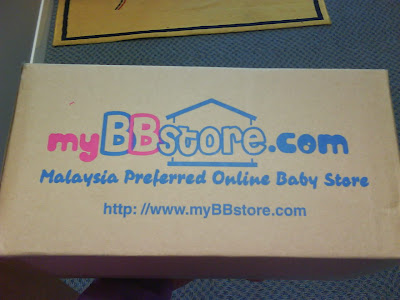 myBBstore.com
Malaysia Preferred Online Baby Store
http: //www.myBBstore.com